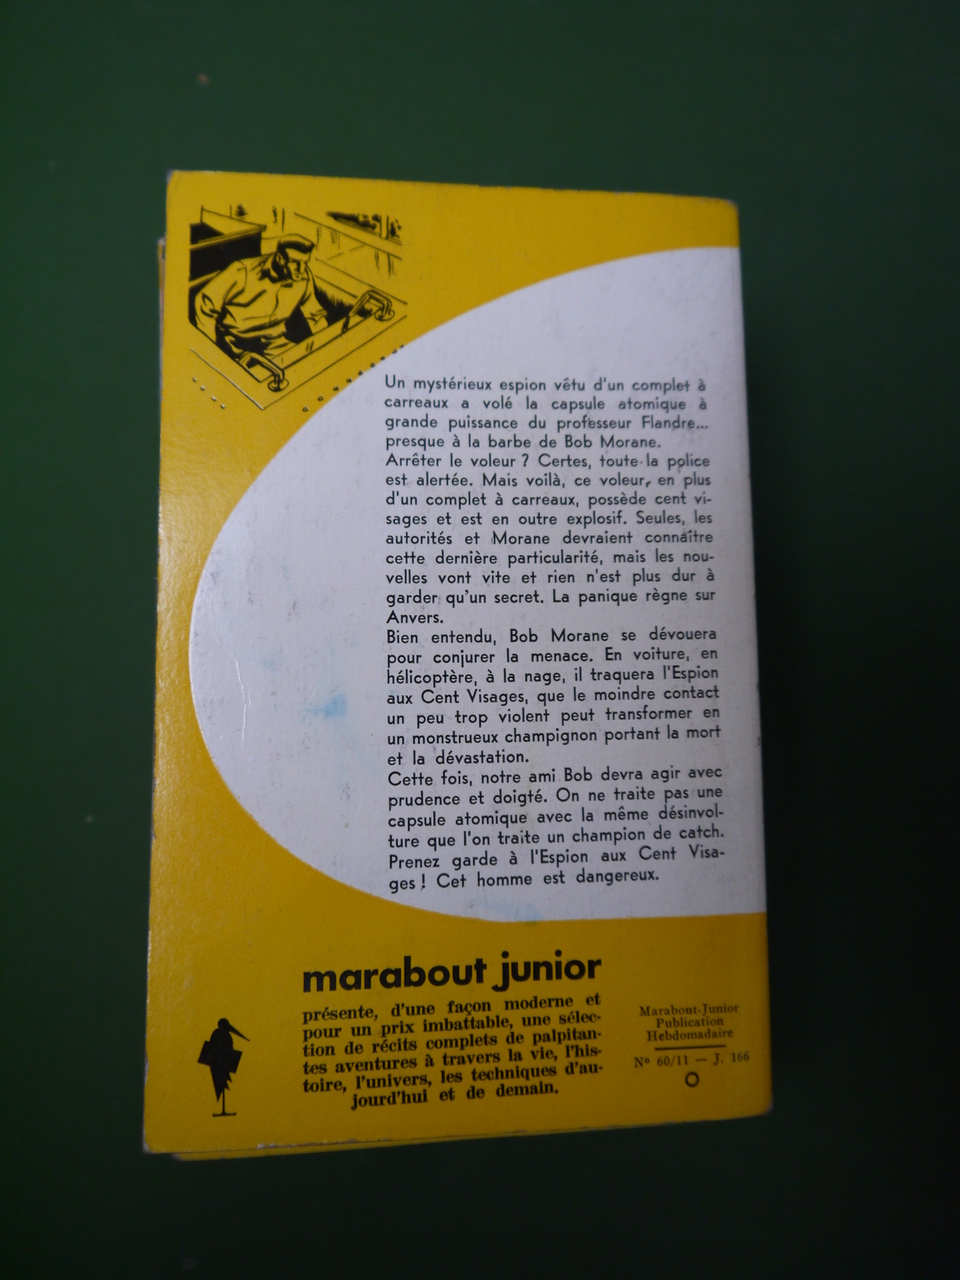 Un mystérieux espion vêtu d'un complet à
carreaux a volé la capsule atomique à
grande puissance du professeur Flandre...
presque à la barbe de Bob Morane.
Arrêter le voleur ? Certes, toute la police
est alertée. Mais voilà, ce voleur, en plus
d'un complet à carreaux, possède cent vi-
sages et est en outre explosif. Seules, les
autorités et Morane devraient connaître
cette dernière particularité, mais les nou-
velles vont vite et rien n'est plus dur à
garder qu'un secret. La panique règne sur
Anvers.
Bien entendu, Bob Morane se dévouera
pour conjurer la menace. En voiture, en
hélicoptère, à la nage, il traquera l'Espion
aux Cent Visages, que le moindre contact
un peu trop violent peut transformer en
un monstrueux champignon portant la mort
et la dévastation.
Cette fois, notre ami Bob devra agir avec
prudence et doigté. On ne traite pas une
capsule atomique avec la même désinvol-
ture que l'on traite un champion de catch.
Prenez garde à l'Espion aux Cent Visa-
ges ! Cet homme est dangereux.
marabout junior
présente, d'une façon moderne et
pour un prix imbattable, une sélec-
tion de récits complets de palpitan-
tes aventures à travers la vie, l'his-
toire, l'univers, les techniques d'au-
jourd'hui et de demain.
Marabout-Junior
Publication
Hebdomadaire
N° 60/11 — J. 166